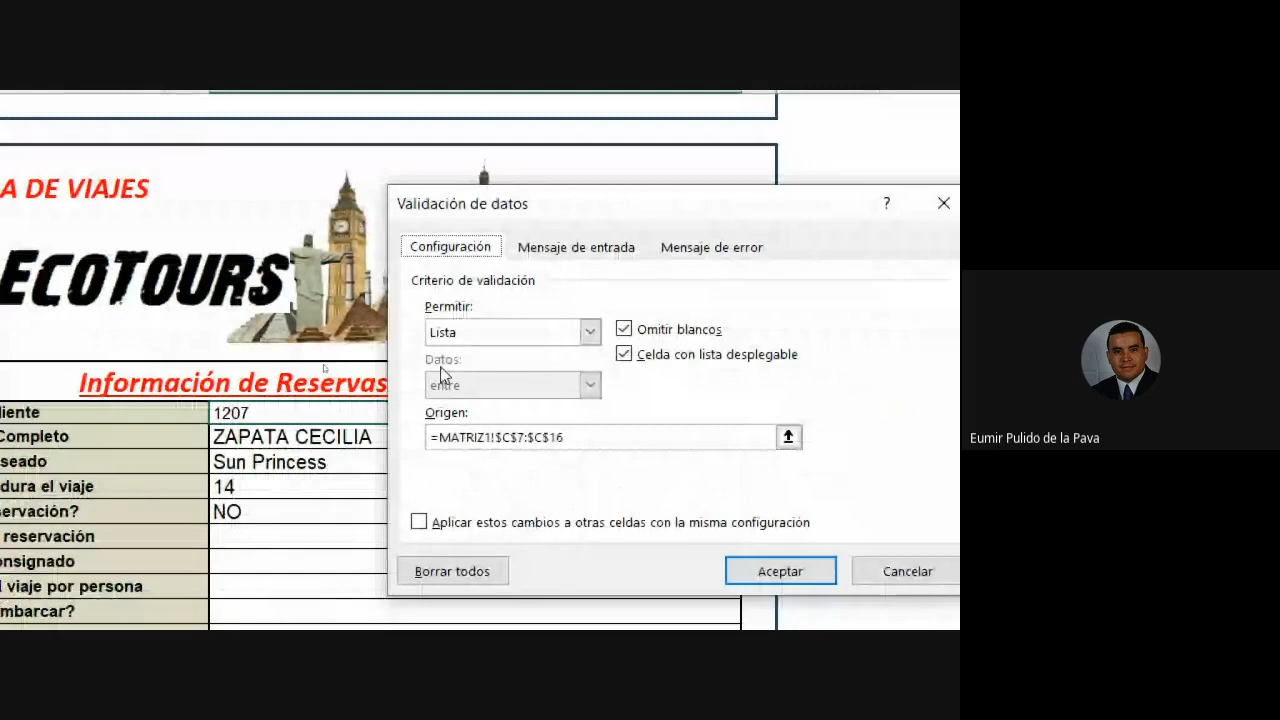 A DE VIAJES
ECOTOURS
Información de Reservas
liente 1207
Completo ZAPATA CECILIA
seado Sun Princess
dura el viaje 14
servación? NO
reservación
onsignado
l viaje por persona
mbarcar?
Validación de datos ?
Configuración Mensaje de entrada Mensaje de error
Criterio de validación
Permitir:
Lista Omitir blancos
Celda con lista desplegable
Datos:
entre
Origen:
=MATRIZ1!$C$7:$C$16
Aplicar estos cambios a otras celdas con la misma configuración
Borrar todos Aceptar Cancelar
Eumir Pulido de la Pava